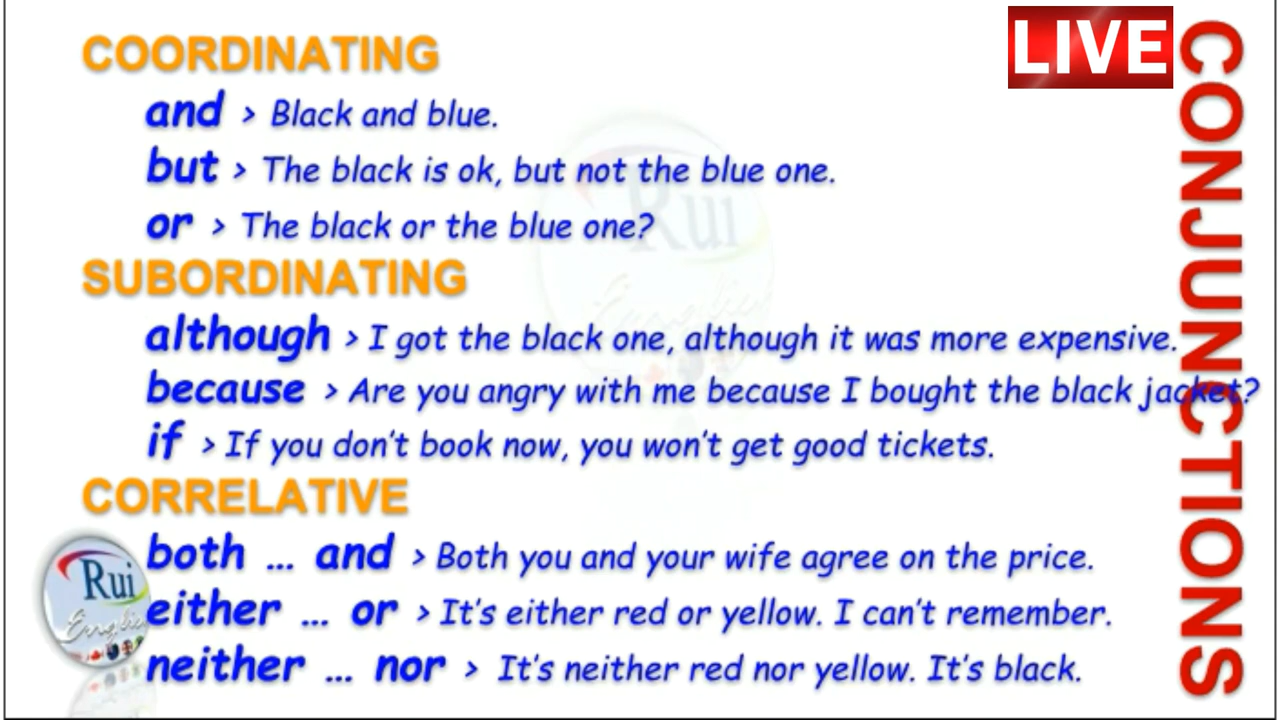 LIVE
CONJUNCTIONS
COORDINATING
and > Black and blue.
but > The black is ok, but not the blue one.
or > The black or the blue one?
SUBORDINATING
although > I got the black one, although it was more expensive.
because > Are you angry with me because I bought the black jacket?
if > If you don't book now, you won't get good tickets.
CORRELATIVE
both ... and > Both you and your wife agree on the price.
either ... or > It's either red or yellow. I can't remember.
neither ... nor > It's neither red nor yellow. It's black.
Rui
English
Rui
English